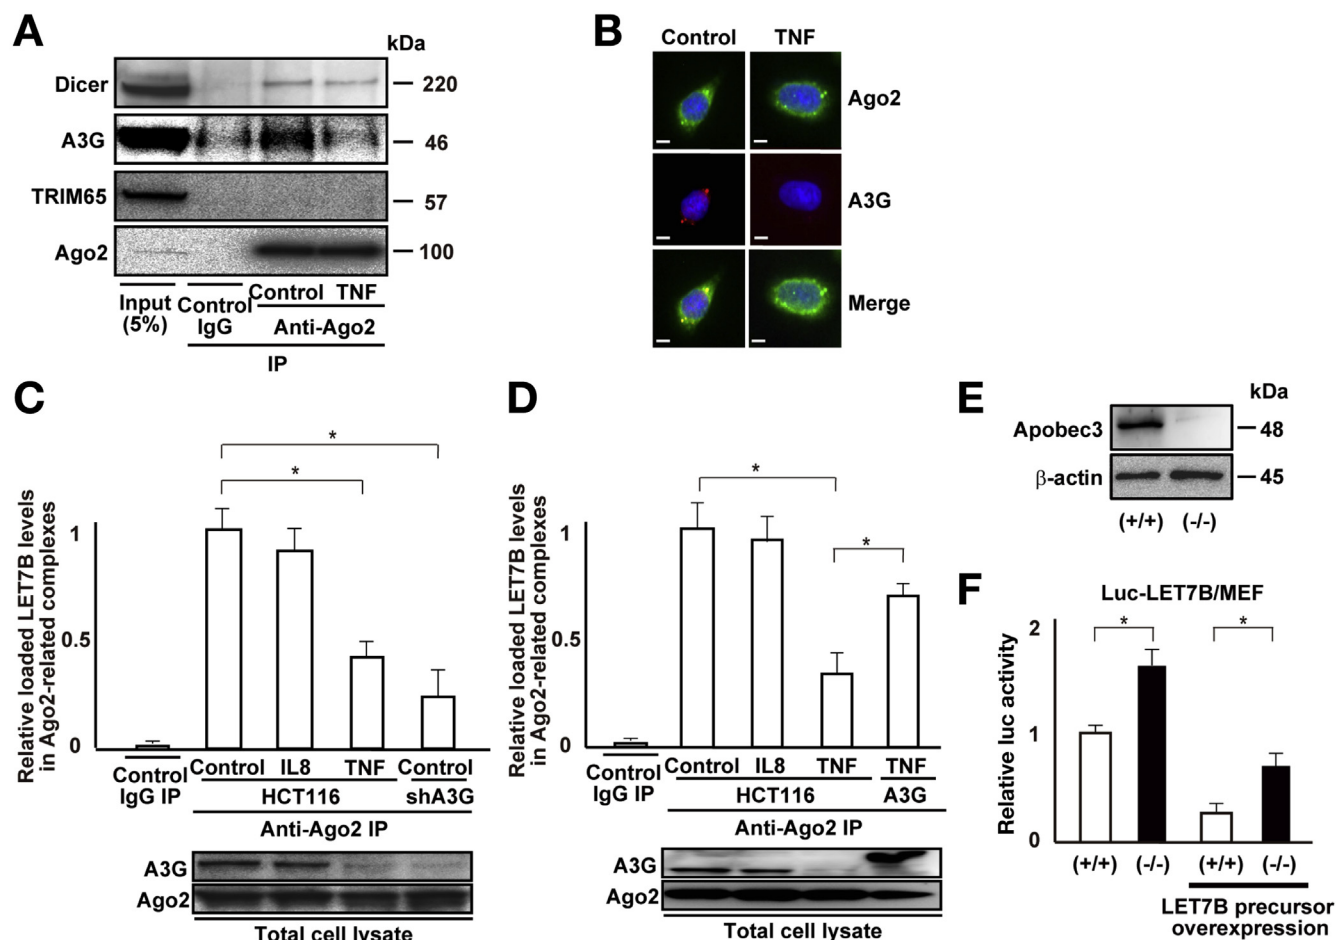 A
kDa
Dicer
220
A3G
46
TRIM65
57
Ago2
100
Input
(5%)
Control
IgG
Control
TNF
Anti-Ago2
IP
B
Control
TNF
Ago2
A3G
Merge
C
Relative loaded LET7B levels
in Ago2-related complexes
1
0.5
0
*
*
Control
IgG IP
Control
IL8
TNF
Control
HCT116
shA3G
Anti-Ago2 IP
A3G
Ago2
Total cell lysate
D
Relative loaded LET7B levels
in Ago2-related complexes
1
0.5
0
*
*
Control
IgG IP
Control
IL8
TNF
TNF
HCT116
A3G
Anti-Ago2 IP
A3G
Ago2
Total cell lysate
E
kDa
Apobec3
48
β-actin
45
(+/+)
(-/-)
F
Luc-LET7B/MEF
Relative luc activity
2
1
0
*
*
(+/+)
(-/-)
(+/+)
(-/-)
LET7B precursor
overexpression